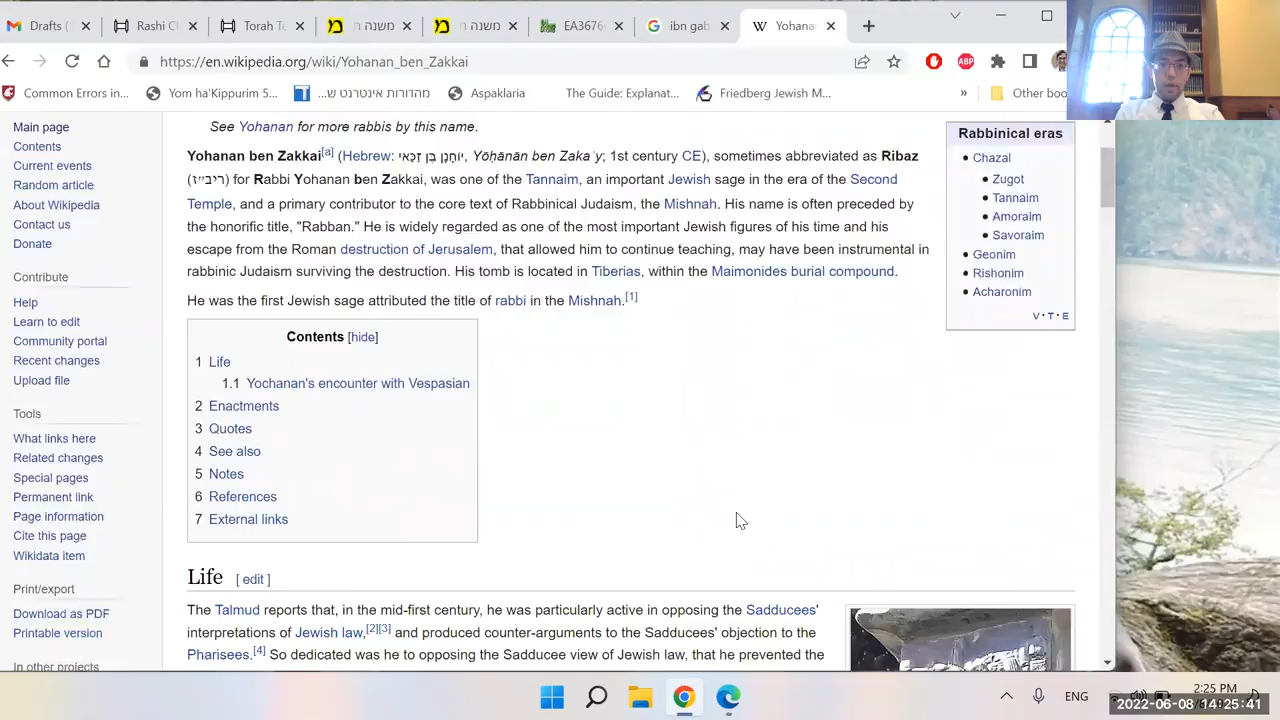 Drafts (
Rashi C
Torah Te
משנה ת
EA3676
ibn gab
Yohana
https://en.wikipedia.org/wiki/Yohanan_ben_Zakkai
Common Errors in...
Yom ha'Kippurim 5...
חדורות אינטרנט ש...
Dicklaria
The Guide: Explanat...
Friedberg Jewish M...
»
Other boo
Main page
Contents
Current events
Random article
About Wikipedia
Contact us
Donate
Contribute
Help
Learn to edit
Community portal
Recent changes
Upload file
Tools
What links here
Related changes
Special pages
Permanent link
Page information
Cite this page
Wikidata item
Print/export
Download as PDF
Printable version
In other projects
See Yohanan for more rabbis by this name.
Yohanan ben Zakkai[a] (Hebrew: יוֹחָנָן בֶּן זַכַּאי, Yōḥānān ben Zakaʾy; 1st century CE), sometimes abbreviated as Ribaz
(ריב״ז) for Rabbi Yohanan ben Zakkai, was one of the Tannaim, an important Jewish sage in the era of the Second
Temple, and a primary contributor to the core text of Rabbinical Judaism, the Mishnah. His name is often preceded by
the honorific title, "Rabban." He is widely regarded as one of the most important Jewish figures of his time and his
escape from the Roman destruction of Jerusalem, that allowed him to continue teaching, may have been instrumental in
rabbinic Judaism surviving the destruction. His tomb is located in Tiberias, within the Maimonides burial compound.
He was the first Jewish sage attributed the title of rabbi in the Mishnah.[1]
Contents [hide]
1 Life
1.1 Yochanan's encounter with Vespasian
2 Enactments
3 Quotes
4 See also
5 Notes
6 References
7 External links
Life [ edit ]
The Talmud reports that, in the mid-first century, he was particularly active in opposing the Sadducees'
interpretations of Jewish law,[2][3] and produced counter-arguments to the Sadducees' objection to the
Pharisees.[4] So dedicated was he to opposing the Sadducee view of Jewish law, that he prevented the
Rabbinical eras
Chazal
Zugot
Tannaim
Amoraim
Savoraim
Geonim
Rishonim
Acharonim
V · T · E
ENG
2:25 PM
2022-06-08 14:25:41